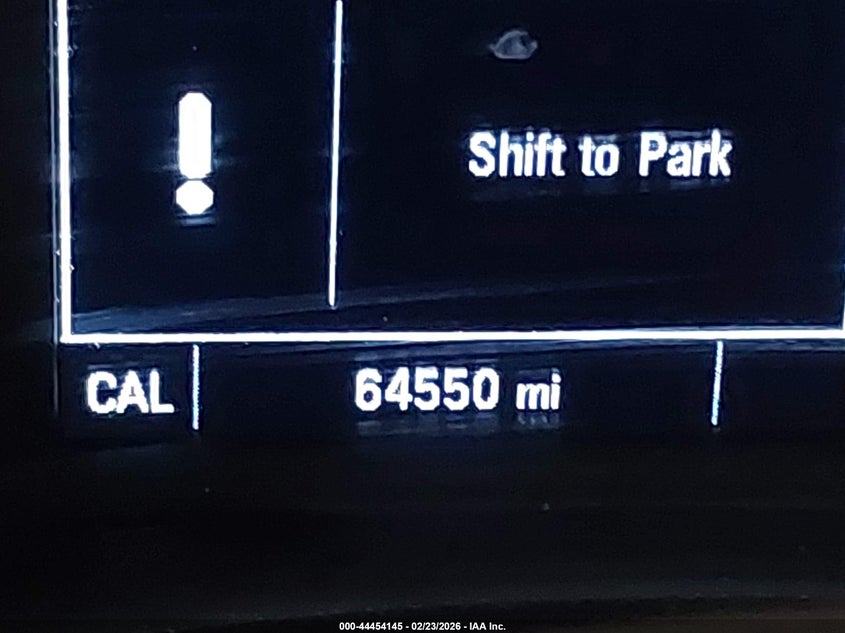 !
Shift to Park
CAL 64550 mi
000-44454145 - 02/23/2026 - IAA Inc.